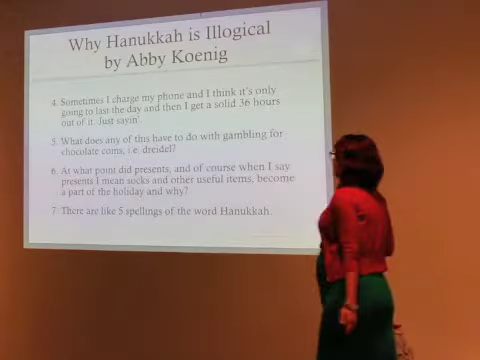 Why Hanukkah is Illogical
by Abby Koenig
4. Sometimes I charge my phone and I think it's only
going to last the day and then I get a solid 36 hours
out of it. Just sayin'.
5. What does any of this have to do with gambling for
chocolate coins, i.e. dreidel?
6. At what point did presents, and of course when I say
presents I mean socks and other useful items, become
a part of the holiday and why?
7. There are like 5 spellings of the word Hanukkah.